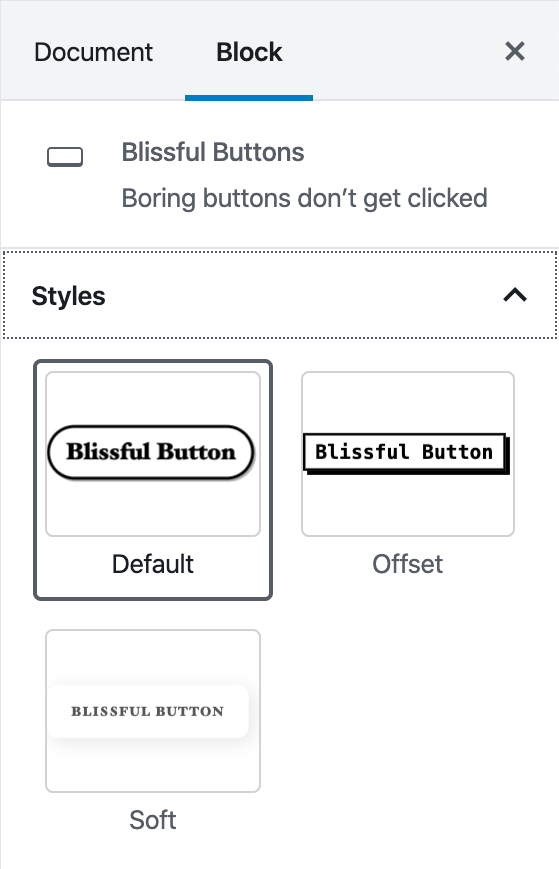 Document Block
Blissful Buttons
Boring buttons don’t get clicked
Styles
Blissful Button Blissful Button
Default Offset
BLISSFUL BUTTON
Soft